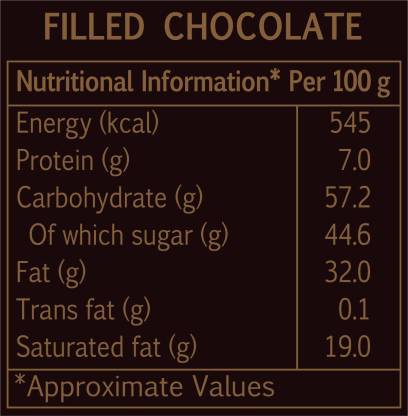 FILLED CHOCOLATE
Nutritional Information* Per 100 g
Energy (kcal) 545
Protein (g) 7.0
Carbohydrate (g) 57.2
Of which sugar (g) 44.6
Fat (g) 32.0
Trans fat (g) 0.1
Saturated fat (g) 19.0
*Approximate Values